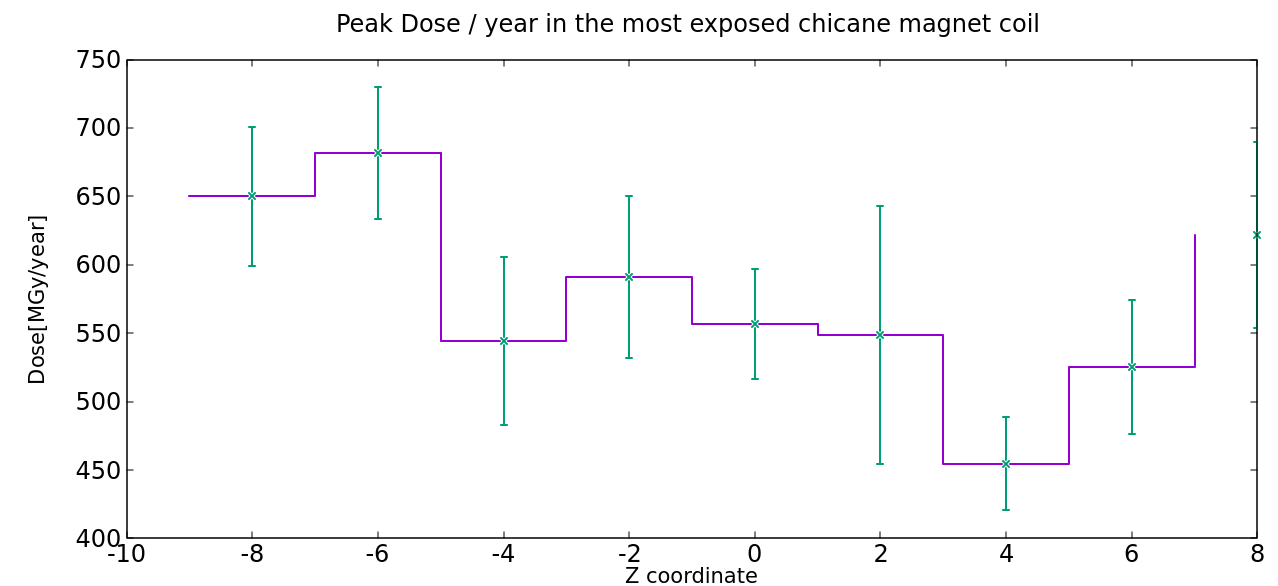 Peak Dose / year in the most exposed chicane magnet coil
750
700
650
600
550
500
450
400
Dose[MGy/year]
-10 -8 -6 -4 -2 0 2 4 6 8
Z coordinate